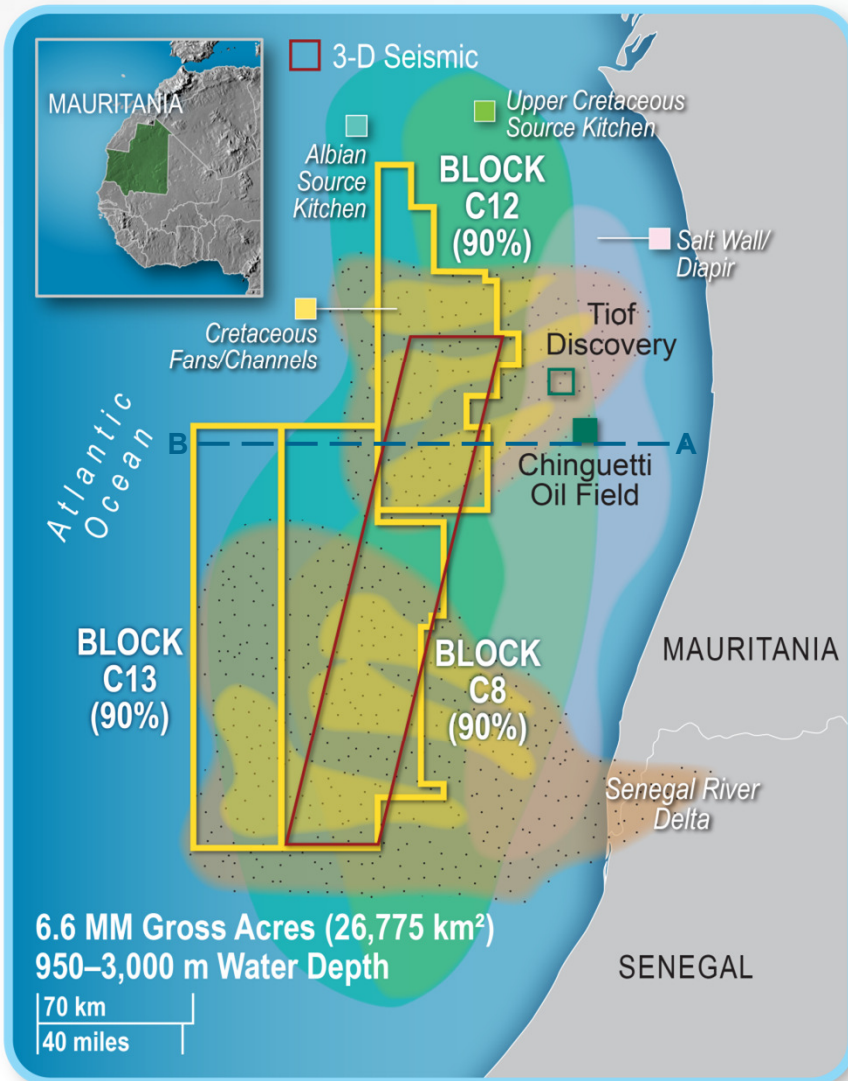 MAURITANIA
3-D Seismic
Upper Cretaceous
Source Kitchen
Albian
Source
Kitchen
BLOCK
C12
(90%)
Salt Wall/
Diapir
Cretaceous
Fans/Channels
Tiof
Discovery
Atlantic
Ocean
B
A
Chinguetti
Oil Field
BLOCK
C13
(90%)
BLOCK
C8
(90%)
MAURITANIA
Senegal River
Delta
6.6 MM Gross Acres (26,775 km²)
950–3,000 m Water Depth
SENEGAL
70 km
40 miles